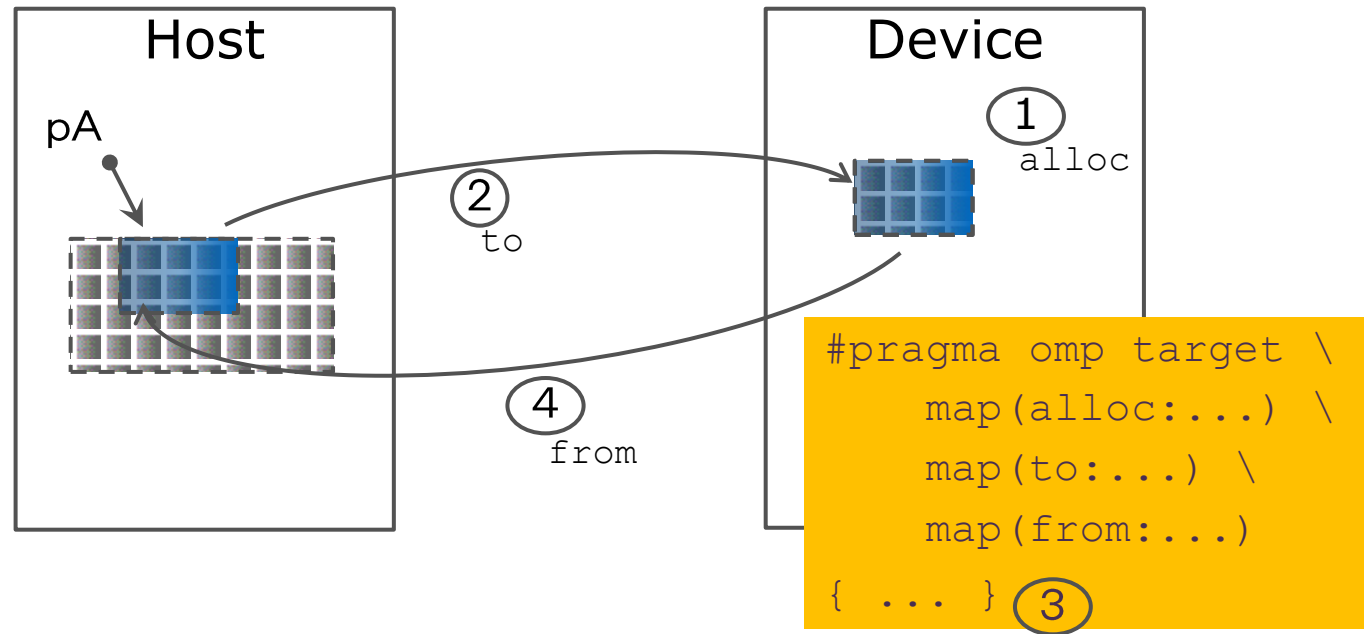 Host
Device
pA
1
alloc
2
to
4
from
#pragma omp target \
    map(alloc:...) \
    map(to:...) \
    map(from:...)
{ ... } 3